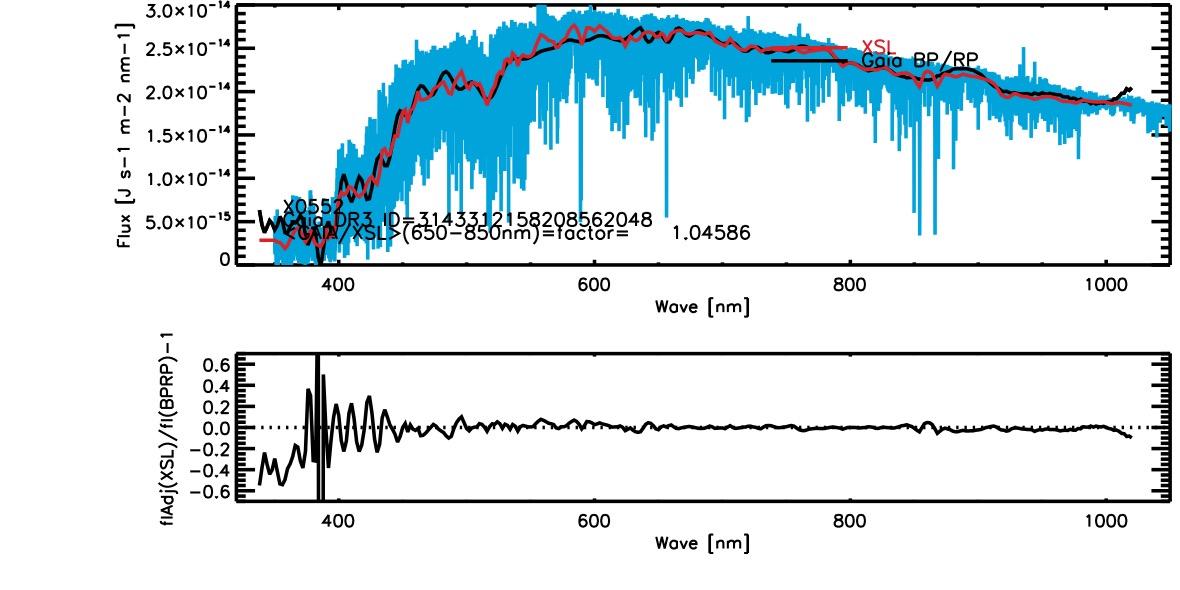 3.0×10⁻¹⁴
2.5×10⁻¹⁴
2.0×10⁻¹⁴
1.5×10⁻¹⁴
1.0×10⁻¹⁴
5.0×10⁻¹⁵
0
Flux [J s−1 m−2 nm−1]
XSL
Gaia BP/RP
X0552
Gaia DR3 ID=3143312158208562048
<GAIA/XSL>(650−850nm)=factor= 1.04586
400 600 800 1000
Wave [nm]
0.6
0.4
0.2
0.0
−0.2
−0.4
−0.6
flAdj(XSL)/fl(BPRP)−1
400 600 800 1000
Wave [nm]